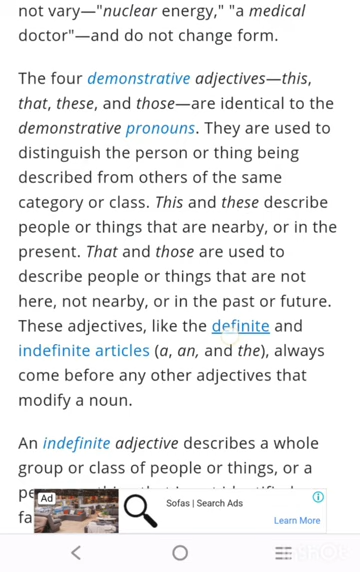 not vary—"nuclear energy," "a medical
doctor"—and do not change form.
The four demonstrative adjectives—this,
that, these, and those—are identical to the
demonstrative pronouns. They are used to
distinguish the person or thing being
described from others of the same
category or class. This and these describe
people or things that are nearby, or in the
present. That and those are used to
describe people or things that are not
here, not nearby, or in the past or future.
These adjectives, like the definite and
indefinite articles (a, an, and the), always
come before any other adjectives that
modify a noun.
An indefinite adjective describes a whole
group or class of people or things, or a
Ad
Sofas | Search Ads
Learn More